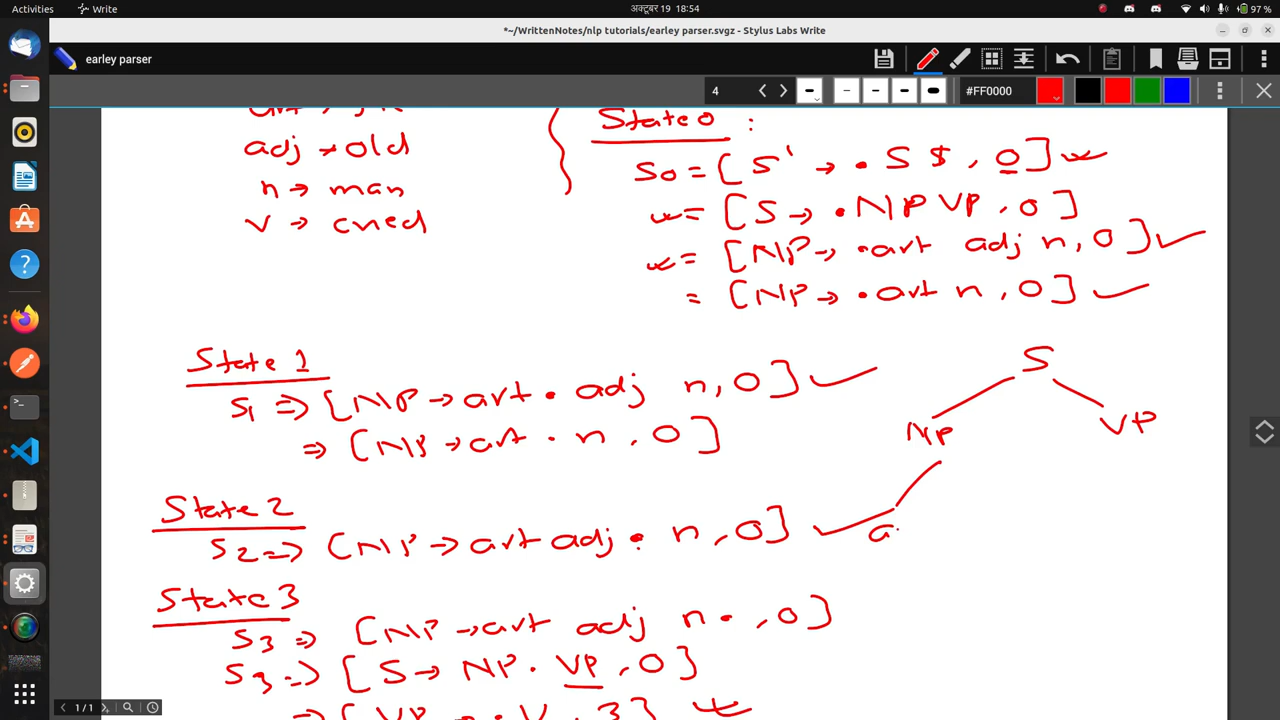 Activities
Write
अक्टूबर 19 18:54
97 %
*~/WrittenNotes/nlp tutorials/earley parser.svgz - Stylus Labs Write
earley parser
4
#FF0000
adj → old
n → man
v → cried
State 0 :
S0 = [ S' → • S $ , 0 ]
= [ S → • NP VP , 0 ]
= [ NP → • art adj n , 0 ]
= [ NP → • art n , 0 ]
State 1
S1 ⇒ [ NP → art • adj n , 0 ]
⇒ [ NP → art • n , 0 ]
S
NP VP
a
State 2
S2 ⇒ [ NP → art adj • n , 0 ]
State 3
S3 ⇒ [ NP → art adj n • , 0 ]
S3 ⇒ [ S → NP • VP , 0 ]
⇒ [ VP → • V , 3 ]
1/1